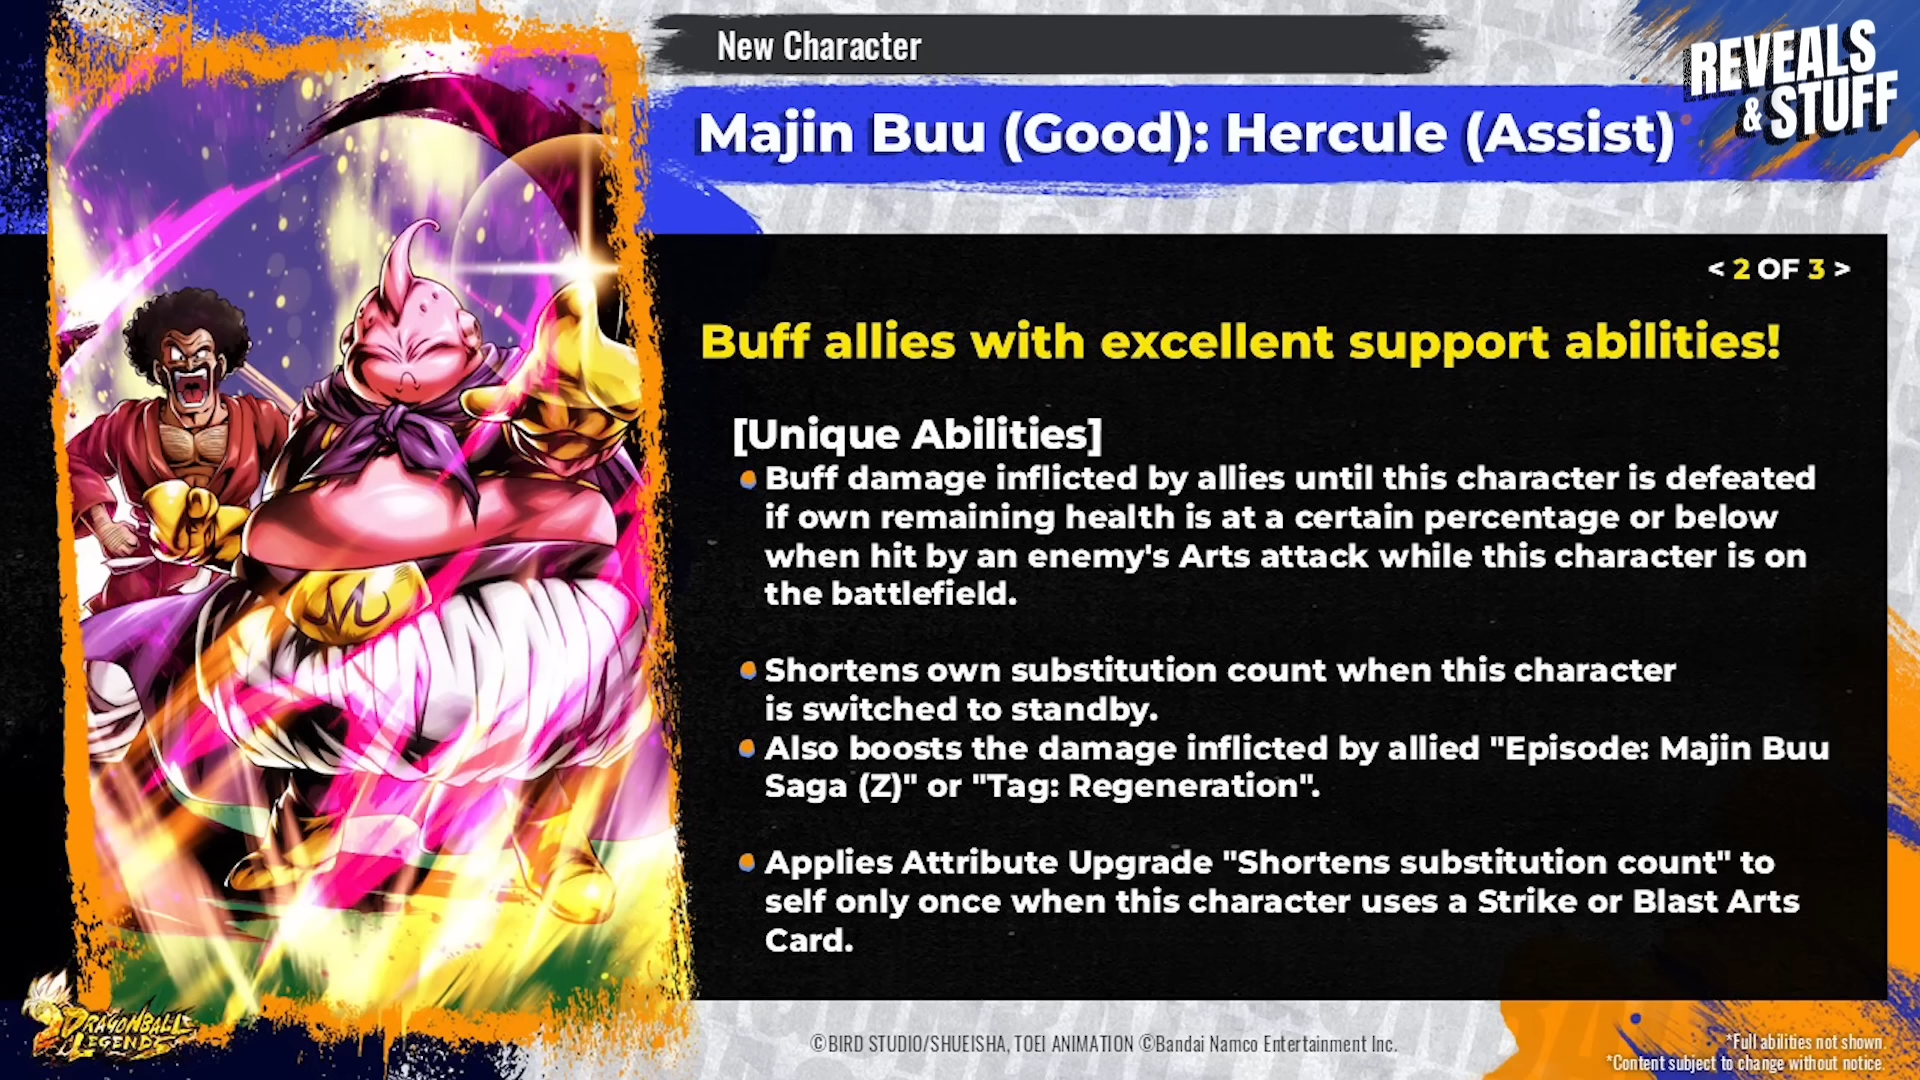 New Character
REVEALS
& STUFF
Majin Buu (Good): Hercule (Assist)
< 2 OF 3 >
Buff allies with excellent support abilities!
[Unique Abilities]
Buff damage inflicted by allies until this character is defeated
if own remaining health is at a certain percentage or below
when hit by an enemy's Arts attack while this character is on
the battlefield.
Shortens own substitution count when this character
is switched to standby.
Also boosts the damage inflicted by allied "Episode: Majin Buu
Saga (Z)" or "Tag: Regeneration".
Applies Attribute Upgrade "Shortens substitution count" to
self only once when this character uses a Strike or Blast Arts
Card.
DRAGONBALL
LEGENDS
©BIRD STUDIO/SHUEISHA, TOEI ANIMATION ©Bandai Namco Entertainment Inc.
*Full abilities not shown.
*Content subject to change without notice.